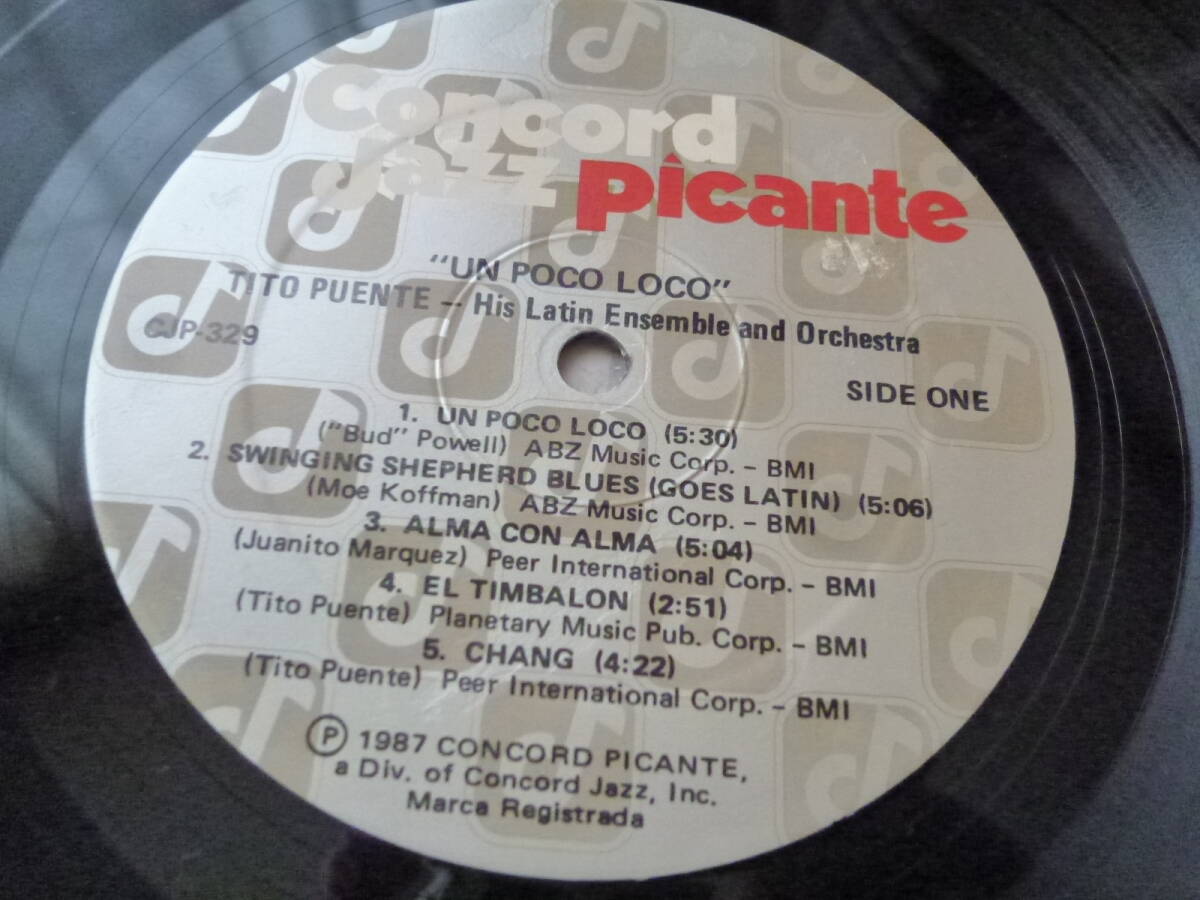 concord
jazz picante
"UN POCO LOCO"
TITO PUENTE – His Latin Ensemble and Orchestra
CJP-329
SIDE ONE
1. UN POCO LOCO (5:30)
("Bud" Powell) ABZ Music Corp. – BMI
2. SWINGING SHEPHERD BLUES (GOES LATIN) (5:06)
(Moe Koffman) ABZ Music Corp. – BMI
3. ALMA CON ALMA (5:04)
(Juanito Marquez) Peer International Corp. – BMI
4. EL TIMBALON (2:51)
(Tito Puente) Planetary Music Pub. Corp. – BMI
5. CHANG (4:22)
(Tito Puente) Peer International Corp. – BMI
Ⓟ 1987 CONCORD PICANTE,
a Div. of Concord Jazz, Inc.
Marca Registrada